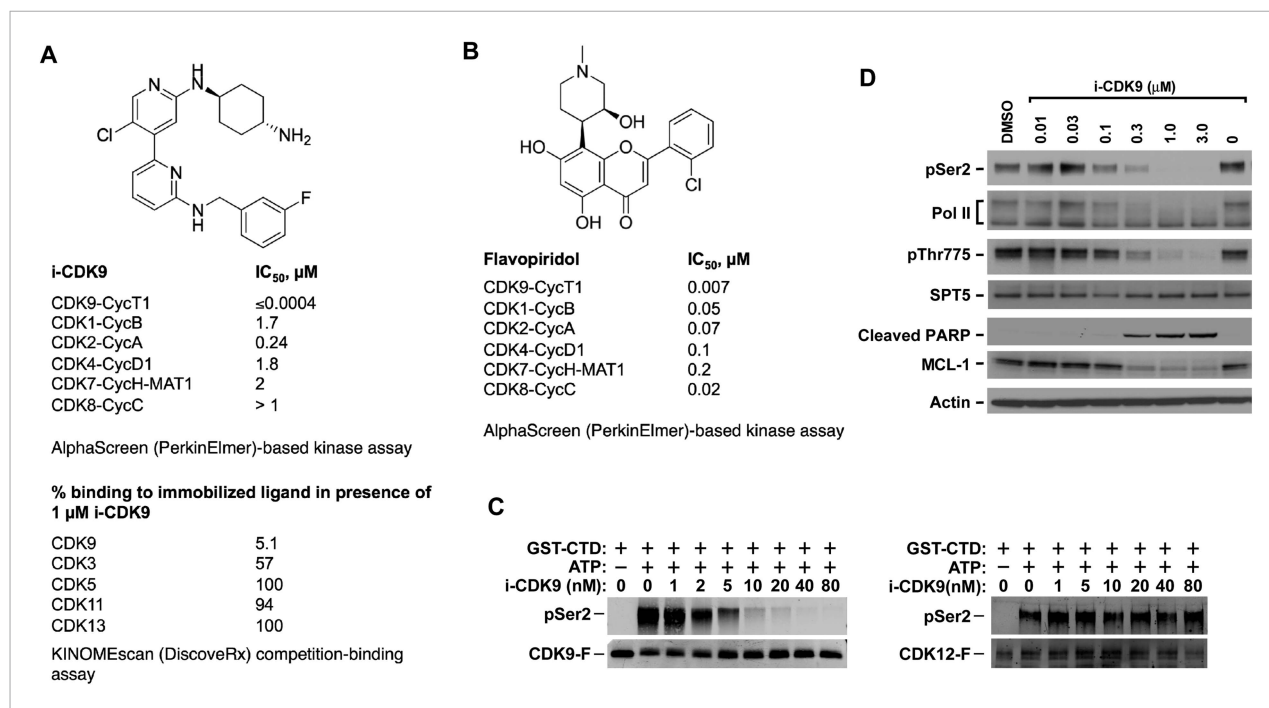 A
N
H
N
Cl
NH₂
N
N
H
F
i-CDK9 IC₅₀, µM
CDK9-CycT1 ≤0.0004
CDK1-CycB 1.7
CDK2-CycA 0.24
CDK4-CycD1 1.8
CDK7-CycH-MAT1 2
CDK8-CycC > 1
AlphaScreen (PerkinElmer)-based kinase assay
% binding to immobilized ligand in presence of
1 µM i-CDK9
CDK9 5.1
CDK3 57
CDK5 100
CDK11 94
CDK13 100
KINOMEscan (DiscoveRx) competition-binding
assay
B
N
OH
HO
O
Cl
OH
O
Flavopiridol IC₅₀, µM
CDK9-CycT1 0.007
CDK1-CycB 0.05
CDK2-CycA 0.07
CDK4-CycD1 0.1
CDK7-CycH-MAT1 0.2
CDK8-CycC 0.02
AlphaScreen (PerkinElmer)-based kinase assay
C
GST-CTD: + + + + + + + + +
ATP: − + + + + + + + +
i-CDK9 (nM): 0 0 1 2 5 10 20 40 80
pSer2
CDK9-F
GST-CTD: + + + + + + + +
ATP: − + + + + + + +
i-CDK9(nM): 0 0 1 5 10 20 40 80
pSer2
CDK12-F
D
i-CDK9 (µM)
DMSO 0.01 0.03 0.1 0.3 1.0 3.0 0
pSer2
Pol II
pThr775
SPT5
Cleaved PARP
MCL-1
Actin